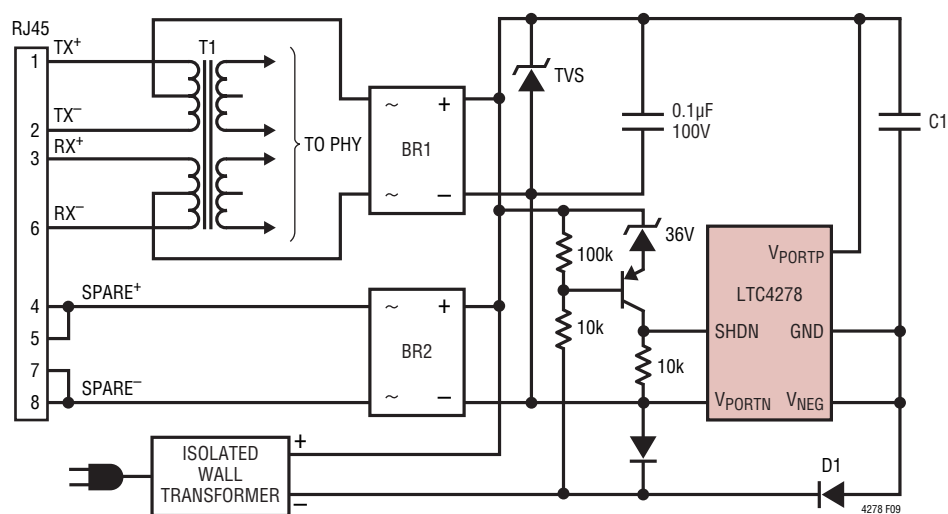 RJ45
1
TX+
T1
2
TX−
3
RX+
6
RX−
TO PHY
~
+
BR1
~
−
TVS
0.1µF
100V
C1
36V
100k
10k
10k
VPORTP
LTC4278
SHDN
GND
VPORTN
VNEG
4
SPARE+
5
7
8
SPARE−
~
+
BR2
~
−
ISOLATED
WALL
TRANSFORMER
+
−
D1
4278 F09